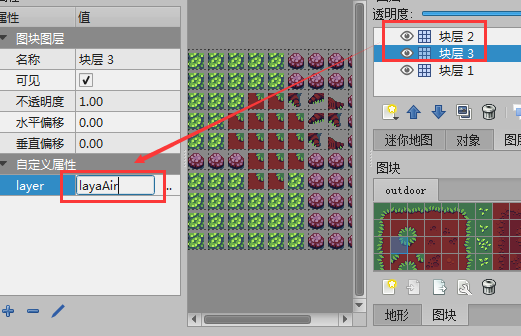 属性 值
图块图层
名称 块层 3
可见
不透明度 1.00
水平偏移 0.00
垂直偏移 0.00
自定义属性
layer layaAir
..
透明度:
块层 2
块层 3
块层 1
迷你地图 对象
图块
outdoor
地形 图块